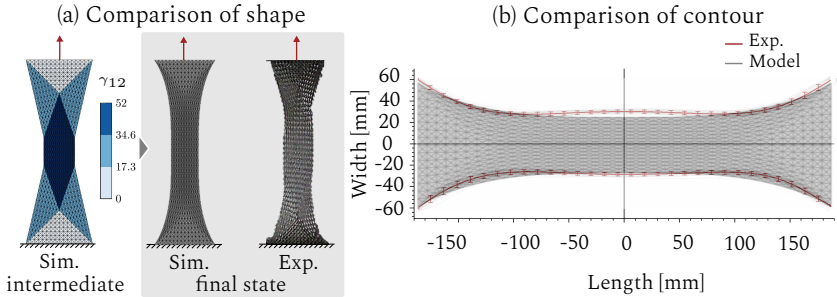 (a) Comparison of shape
γ12
52
34.6
17.3
0
Sim.
intermediate
Sim.
Exp.
final state
(b) Comparison of contour
Exp.
Model
Width [mm]
60
40
20
0
-20
-40
-60
-150
-100
-50
0
50
100
150
Length [mm]